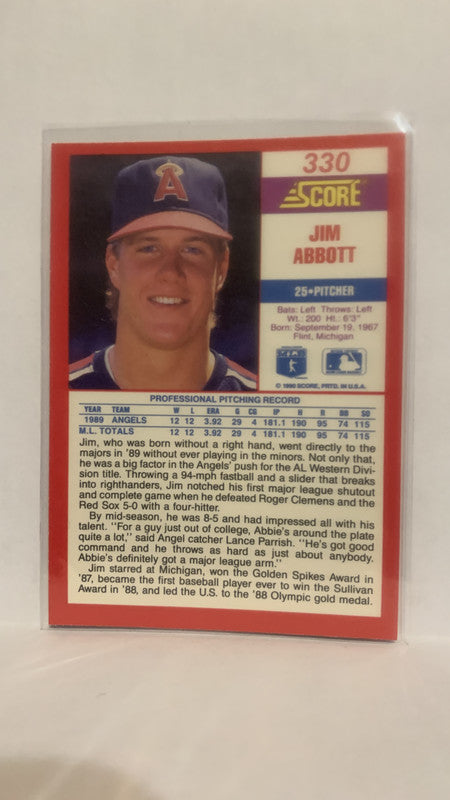 A
330
SCORE
JIM
ABBOTT
25•PITCHER
Bats: Left Throws: Left
Wt.: 200 Ht.: 6'3"
Born: September 19, 1967
Flint, Michigan
© 1990 SCORE, PRTD. IN U.S.A.
PROFESSIONAL PITCHING RECORD
YEAR TEAM W L ERA G CG IP H R BB SO
1989 ANGELS 12 12 3.92 29 4 181.1 190 95 74 115
M.L. TOTALS 12 12 3.92 29 4 181.1 190 95 74 115
Jim, who was born without a right hand, went directly to the
majors in '89 without ever playing in the minors. Not only that,
he was a big factor in the Angels' push for the AL Western Divi-
sion title. Throwing a 94-mph fastball and a slider that breaks
into righthanders, Jim notched his first major league shutout
and complete game when he defeated Roger Clemens and the
Red Sox 5-0 with a four-hitter.
By mid-season, he was 8-5 and had impressed all with his
talent. "For a guy just out of college, Abbie's around the plate
quite a lot," said Angel catcher Lance Parrish. "He's got good
command and he throws as hard as just about anybody.
Abbie's definitely got a major league arm."
Jim starred at Michigan, won the Golden Spikes Award in
'87, became the first baseball player ever to win the Sullivan
Award in '88, and led the U.S. to the '88 Olympic gold medal.